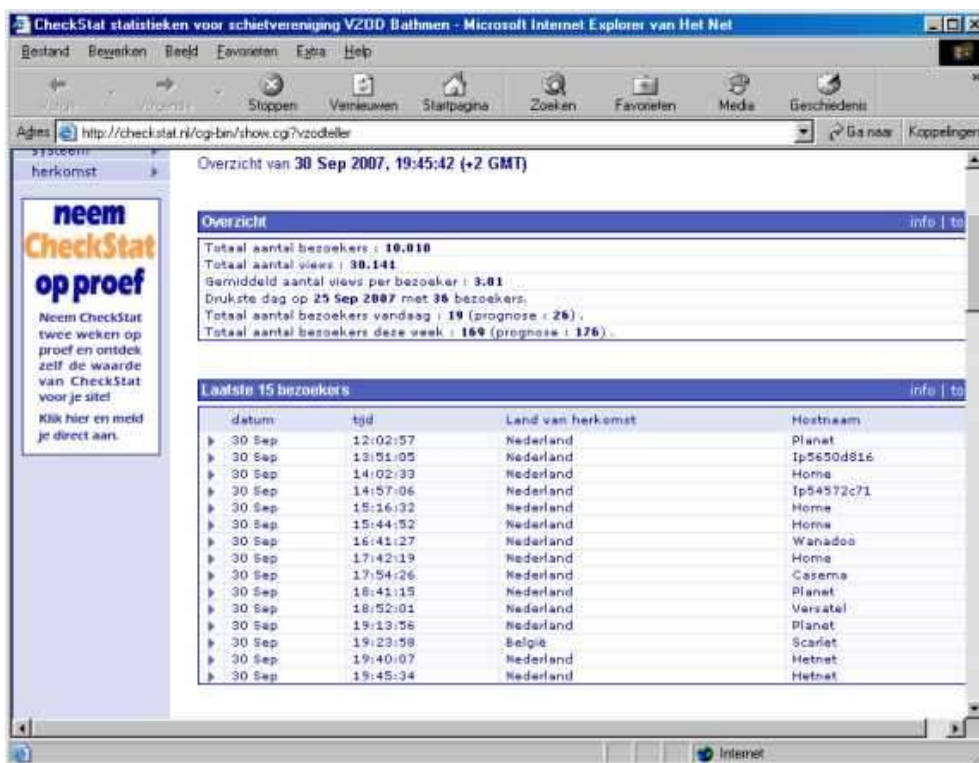 CheckStat statistieken voor schietvereniging VZOD Bathmen - Microsoft Internet Explorer van Het Net
Bestand Bewerken Beeld Favorieten Extra Help
Stoppen Vernieuwen Startpagina Zoeken Favorieten Media Geschiedenis
Adres http://checkstat.nl/cgi-bin/show.cgi?vzodteller Ga naar Koppelingen
systeem
herkomst
Overzicht van 30 Sep 2007, 19:45:42 (+2 GMT)
neem
CheckStat
op proef
Neem CheckStat
twee weken op
proef en ontdek
zelf de waarde
van CheckStat
voor je site!
Klik hier en meld
je direct aan.
Overzicht info | to
Totaal aantal bezoekers : 10.010
Totaal aantal views : 30.141
Gemiddeld aantal views per bezoeker : 3.01
Drukste dag op 25 Sep 2007 met 36 bezoekers.
Totaal aantal bezoekers vandaag : 19 (prognose : 26) .
Totaal aantal bezoekers deze week : 169 (prognose : 176) .
Laatste 15 bezoekers info | to
datum tijd Land van herkomst Hostnaam
30 Sep 12:02:57 Nederland Planet
30 Sep 13:51:05 Nederland Ip5650d816
30 Sep 14:02:33 Nederland Home
30 Sep 14:57:06 Nederland Ip54572c71
30 Sep 15:16:32 Nederland Home
30 Sep 15:44:52 Nederland Home
30 Sep 16:41:27 Nederland Wanadoo
30 Sep 17:42:19 Nederland Home
30 Sep 17:54:26 Nederland Casema
30 Sep 18:41:15 Nederland Planet
30 Sep 18:52:01 Nederland Versatel
30 Sep 19:13:56 Nederland Planet
30 Sep 19:23:58 België Scarlet
30 Sep 19:40:07 Nederland Hetnet
30 Sep 19:45:34 Nederland Hetnet
Internet